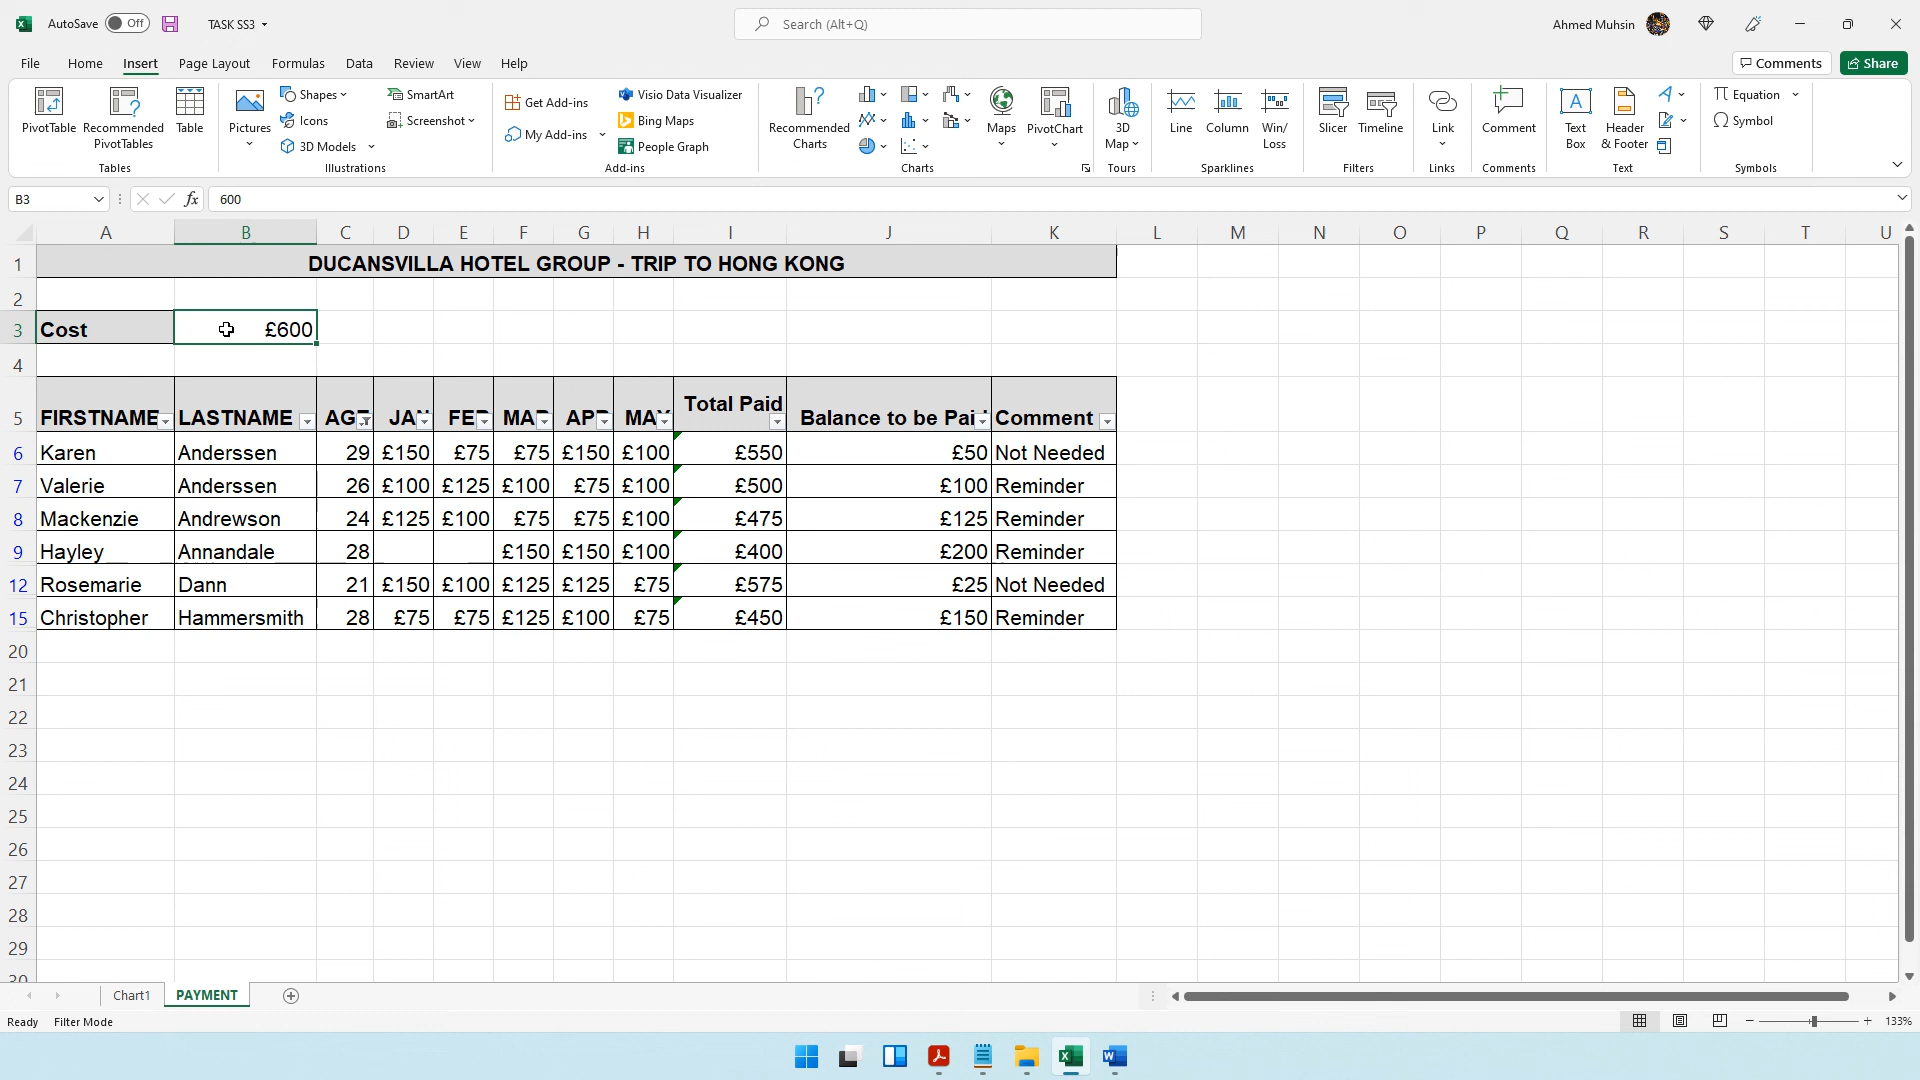 AutoSave Off TASK SS3 Search (Alt+Q) Ahmed Muhsin
File Home Insert Page Layout Formulas Data Review View Help Comments Share
PivotTable Recommended PivotTables Table Pictures Shapes Icons 3D Models SmartArt Screenshot Get Add-ins My Add-ins Visio Data Visualizer Bing Maps People Graph Recommended Charts Maps PivotChart 3D Map Line Column Win/Loss Slicer Timeline Link Comment Text Box Header & Footer Equation Symbol
Tables Illustrations Add-ins Charts Tours Sparklines Filters Links Comments Text Symbols
B3 fx 600
A B C D E F G H I J K L M N O P Q R S T U
1 DUCANSVILLA HOTEL GROUP - TRIP TO HONG KONG
2
3 Cost £600
4
5 FIRSTNAME LASTNAME AGE JAN FEB MAR APR MAY Total Paid Balance to be Paid Comment
6 Karen Anderssen 29 £150 £75 £75 £150 £100 £550 £50 Not Needed
7 Valerie Anderssen 26 £100 £125 £100 £75 £100 £500 £100 Reminder
8 Mackenzie Andrewson 24 £125 £100 £75 £75 £100 £475 £125 Reminder
9 Hayley Annandale 28 £150 £150 £100 £400 £200 Reminder
12 Rosemarie Dann 21 £150 £100 £125 £125 £75 £575 £25 Not Needed
15 Christopher Hammersmith 28 £75 £75 £125 £100 £75 £450 £150 Reminder
20
21
22
23
24
25
26
27
28
29
30
Chart1 PAYMENT
Ready Filter Mode 133%